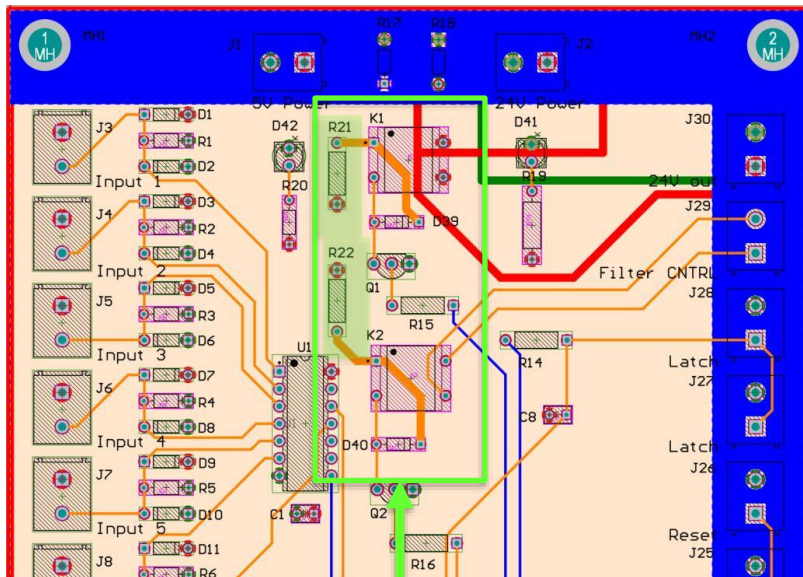 1
MH
MH1
J1
R17
R18
J2
MH2
2
MH
5V Power
24V Power
J3
D1
R1
D2
Input 1
D42
R20
R21
K1
D39
D41
R19
J30
24V out
J4
D3
R2
D4
Input 2
R22
Q1
J29
Filter CNTRL
J5
D5
R3
D6
Input 3
U1
R15
K2
R14
J28
Latch
J6
D7
R4
D8
Input 4
D40
C8
J27
Latch
J7
D9
R5
D10
Input 5
C1
Q2
J26
Reset
J8
D11
R6
R16
J25